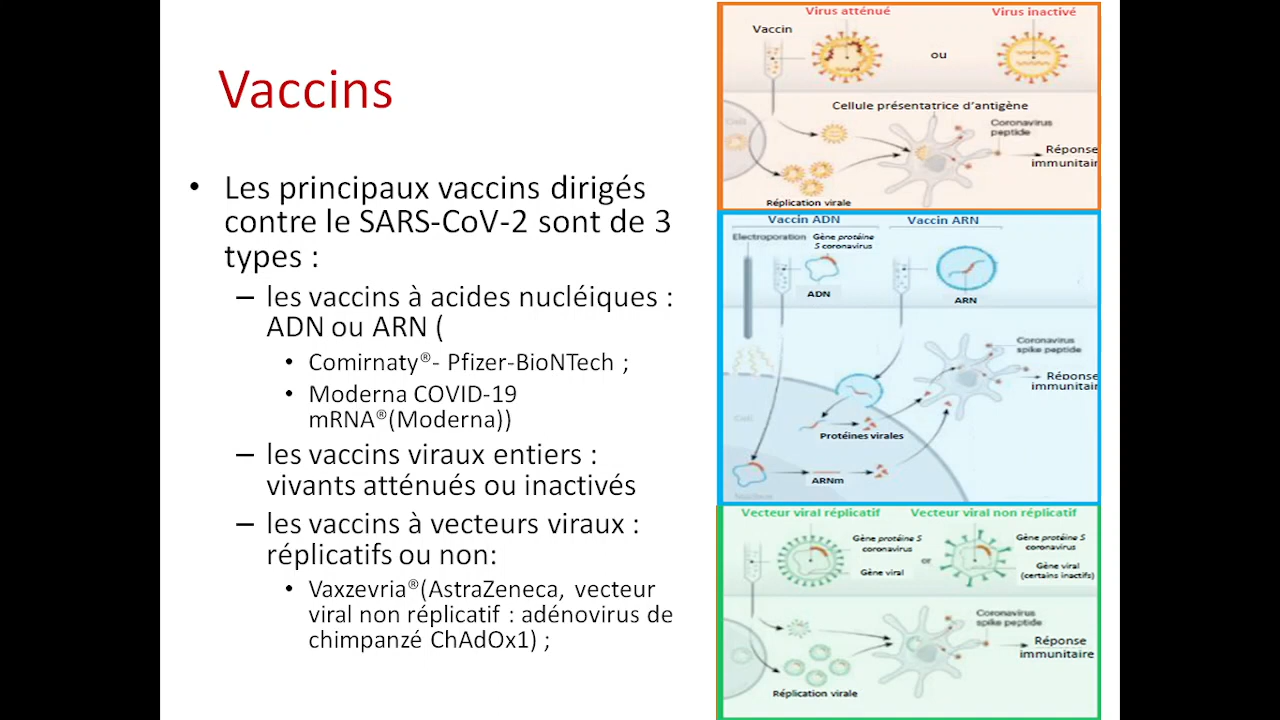 Vaccins
• Les principaux vaccins dirigés
contre le SARS-CoV-2 sont de 3
types :
– les vaccins à acides nucléiques :
ADN ou ARN (
• Comirnaty®- Pfizer-BioNTech ;
• Moderna COVID-19
mRNA®(Moderna))
– les vaccins viraux entiers :
vivants atténués ou inactivés
– les vaccins à vecteurs viraux :
réplicatifs ou non:
• Vaxzevria®(AstraZeneca, vecteur
viral non réplicatif : adénovirus de
chimpanzé ChAdOx1) ;
Virus atténué
Virus inactivé
Vaccin
ou
Cellule présentatrice d’antigène
Cell
Coronavirus
peptide
Réponse
immunitair
Réplication virale
Vaccin ADN
Vaccin ARN
Electroporation
Gène protéine
S coronavirus
ADN
ARN
Coronavirus
spike peptide
Réponse
immunitair
Cell
Protéines virales
ARNm
Nucleus
Vecteur viral réplicatif
Vecteur viral non réplicatif
Gène protéine S
coronavirus
Gène viral
or
Gène protéine S
coronavirus
Gène viral
(certains inactifs)
Coronavirus
spike peptide
Réponse
immunitaire
Réplication virale